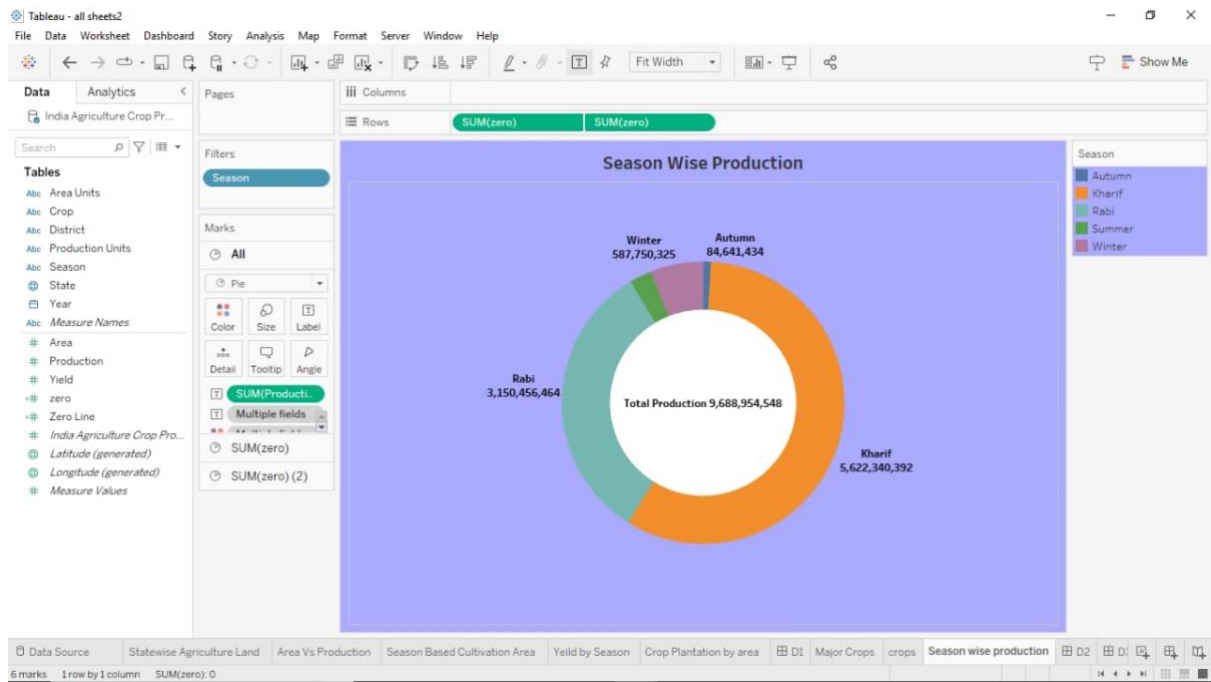 Tableau - all sheets2
File Data Worksheet Dashboard Story Analysis Map Format Server Window Help
Fit Width
Show Me
Data Analytics
India Agriculture Crop Pr...
Search
Tables
Abc Area Units
Abc Crop
Abc District
Abc Production Units
Abc Season
State
Year
Abc Measure Names
# Area
# Production
# Yield
=# zero
=# Zero Line
# India Agriculture Crop Pro...
Latitude (generated)
Longitude (generated)
# Measure Values
Pages
Filters
Season
Marks
All
Pie
Color Size Label
Detail Tooltip Angle
SUM(Producti..
Multiple fields
SUM(zero)
SUM(zero) (2)
Columns
Rows SUM(zero) SUM(zero)
Season Wise Production
Winter
587,750,325
Autumn
84,641,434
Rabi
3,150,456,464
Total Production 9,688,954,548
Kharif
5,622,340,392
Season
Autumn
Kharif
Rabi
Summer
Winter
Data Source Statewise Agriculture Land Area Vs Production Season Based Cultivation Area Yeild by Season Crop Plantation by area D1 Major Crops crops Season wise production D2
6 marks 1 row by 1 column SUM(zero): 0